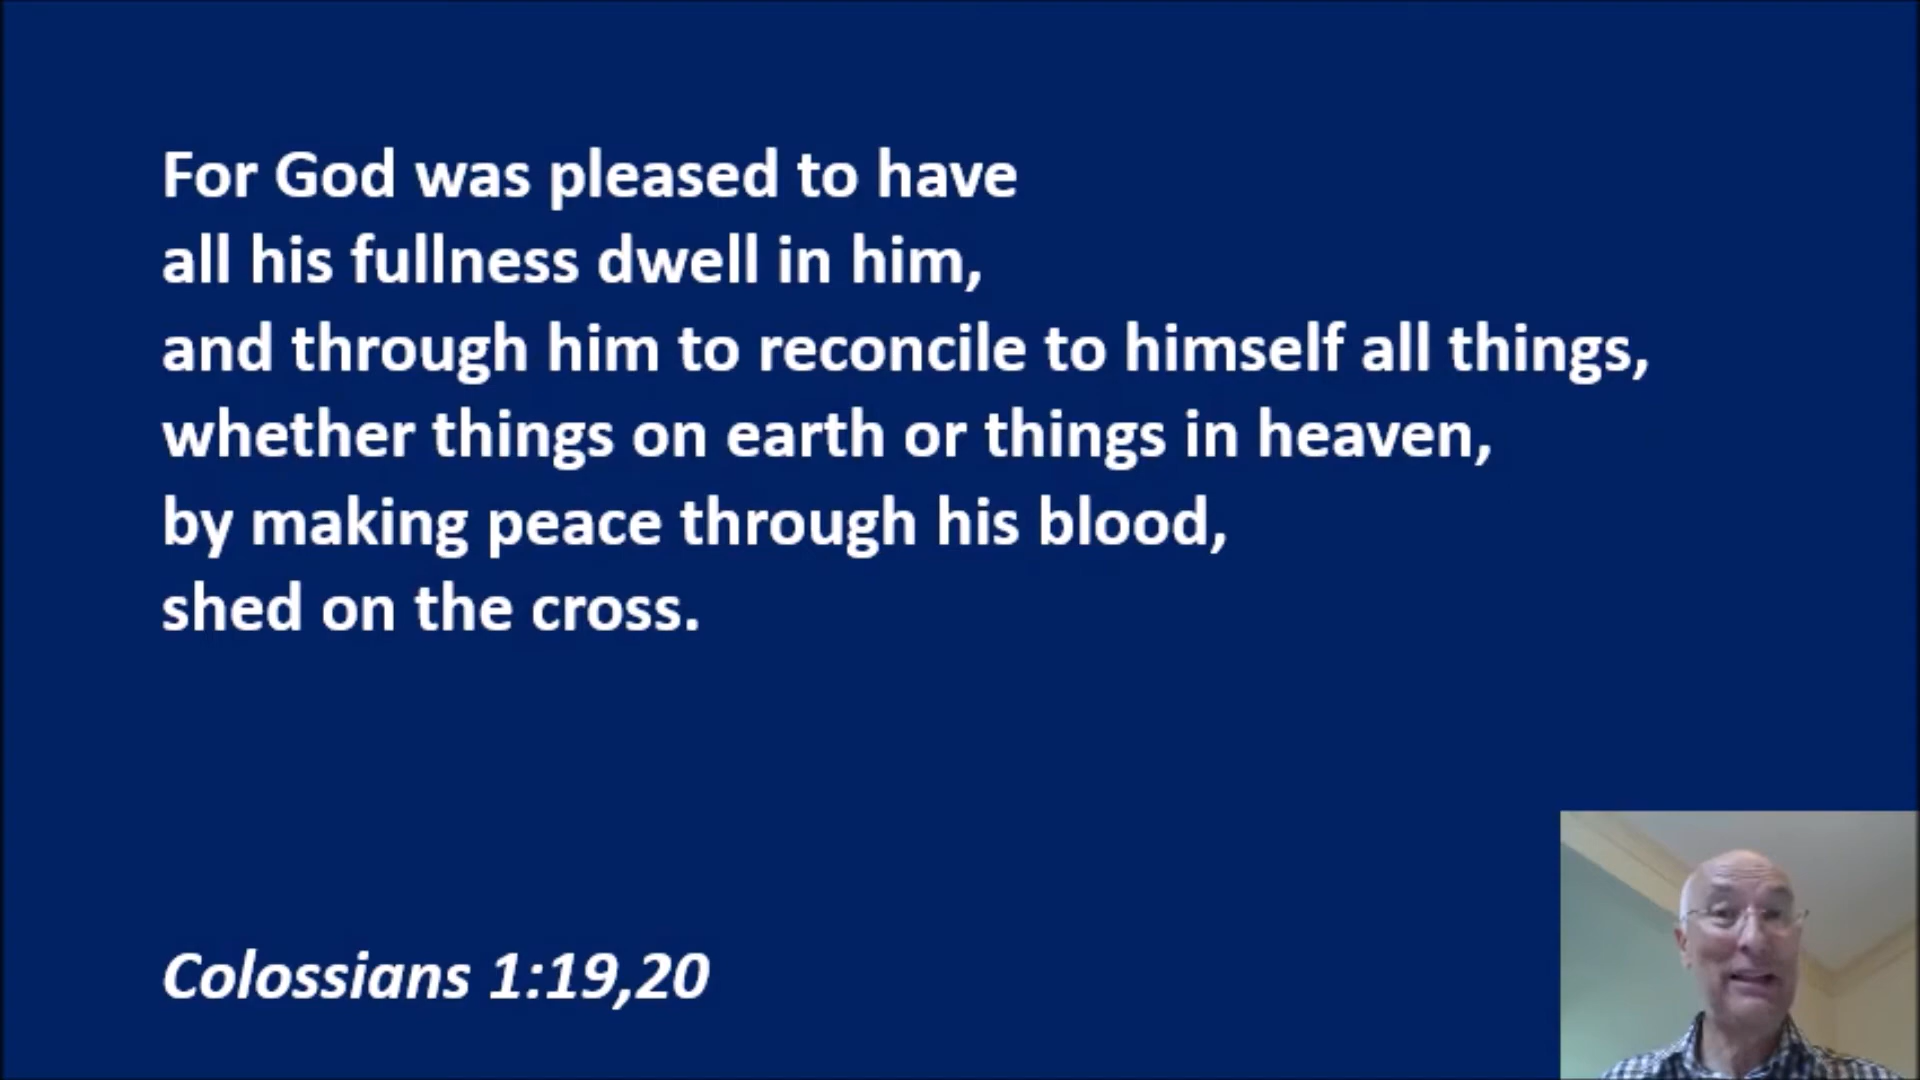 For God was pleased to have
all his fullness dwell in him,
and through him to reconcile to himself all things,
whether things on earth or things in heaven,
by making peace through his blood,
shed on the cross.
Colossians 1:19,20